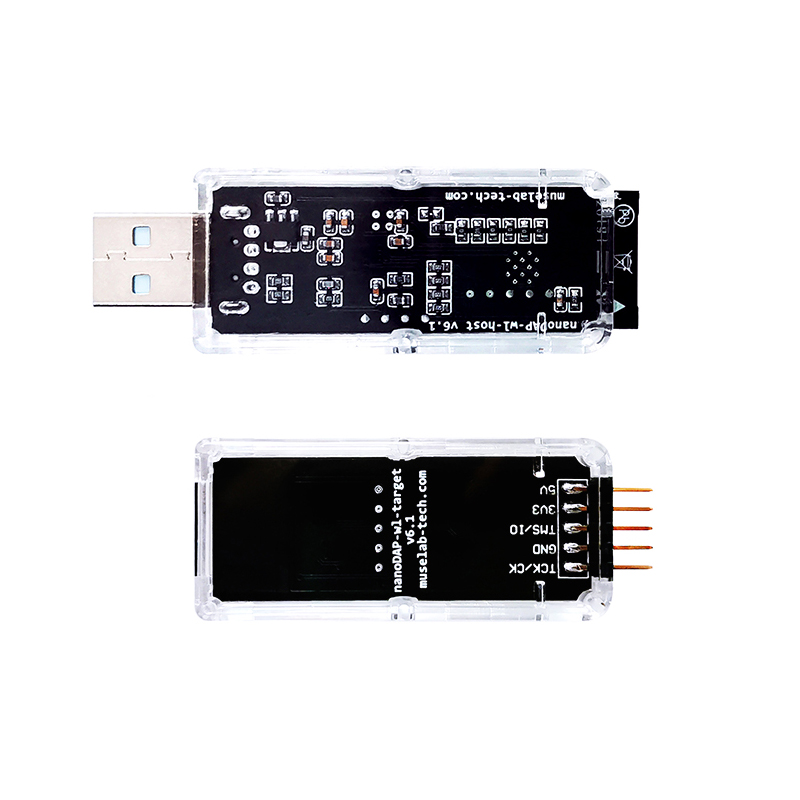 muselab-tech.com
Pb
nanoDAP-wl-host v6.1
nanoDAP-wl-target
v6.1
muselab-tech.com
5V
3V3
TMS/IO
GND
TCK/CK